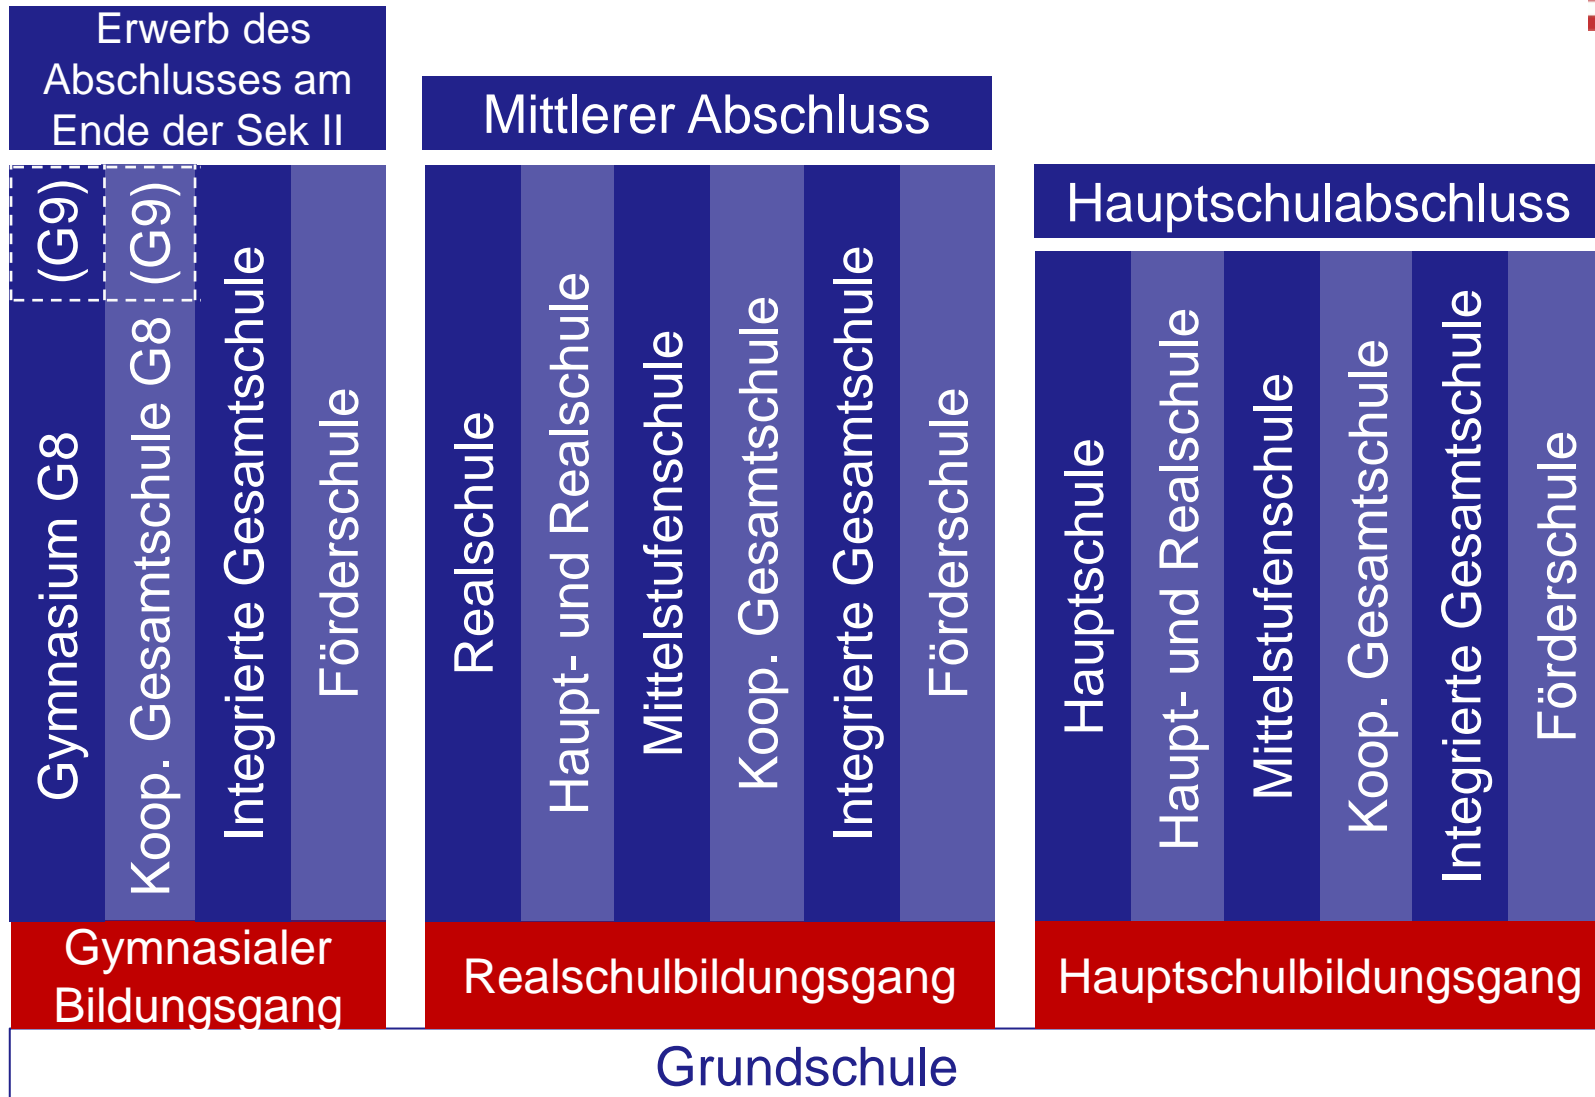 Erwerb des
Abschlusses am
Ende der Sek II
Mittlerer Abschluss
Hauptschulabschluss
Gymnasium G8 (G9)
Koop. Gesamtschule G8 (G9)
Integrierte Gesamtschule
Förderschule
Realschule
Haupt- und Realschule
Mittelstufenschule
Koop. Gesamtschule
Integrierte Gesamtschule
Förderschule
Hauptschule
Haupt- und Realschule
Mittelstufenschule
Koop. Gesamtschule
Integrierte Gesamtschule
Förderschule
Gymnasialer
Bildungsgang
Realschulbildungsgang
Hauptschulbildungsgang
Grundschule